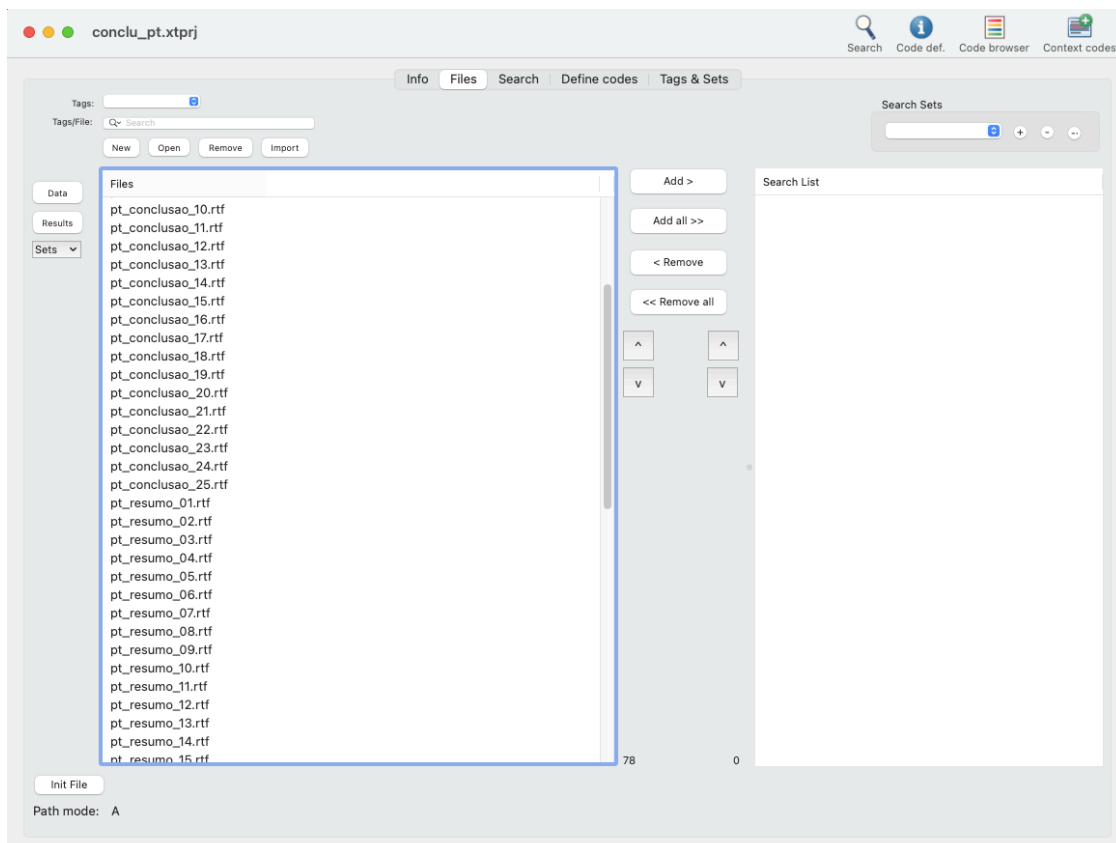 conclu_pt.xtprj
Search Code def. Code browser Context codes
Info Files Search Define codes Tags & Sets
Tags:
Tags/File: Search
New Open Remove Import
Search Sets
+ - --
Data
Results
Sets
Files
pt_conclusao_10.rtf
pt_conclusao_11.rtf
pt_conclusao_12.rtf
pt_conclusao_13.rtf
pt_conclusao_14.rtf
pt_conclusao_15.rtf
pt_conclusao_16.rtf
pt_conclusao_17.rtf
pt_conclusao_18.rtf
pt_conclusao_19.rtf
pt_conclusao_20.rtf
pt_conclusao_21.rtf
pt_conclusao_22.rtf
pt_conclusao_23.rtf
pt_conclusao_24.rtf
pt_conclusao_25.rtf
pt_resumo_01.rtf
pt_resumo_02.rtf
pt_resumo_03.rtf
pt_resumo_04.rtf
pt_resumo_05.rtf
pt_resumo_06.rtf
pt_resumo_07.rtf
pt_resumo_08.rtf
pt_resumo_09.rtf
pt_resumo_10.rtf
pt_resumo_11.rtf
pt_resumo_12.rtf
pt_resumo_13.rtf
pt_resumo_14.rtf
pt_resumo_15.rtf
Add >
Add all >>
< Remove
<< Remove all
^ ^
v v
78 0
Search List
Init File
Path mode: A